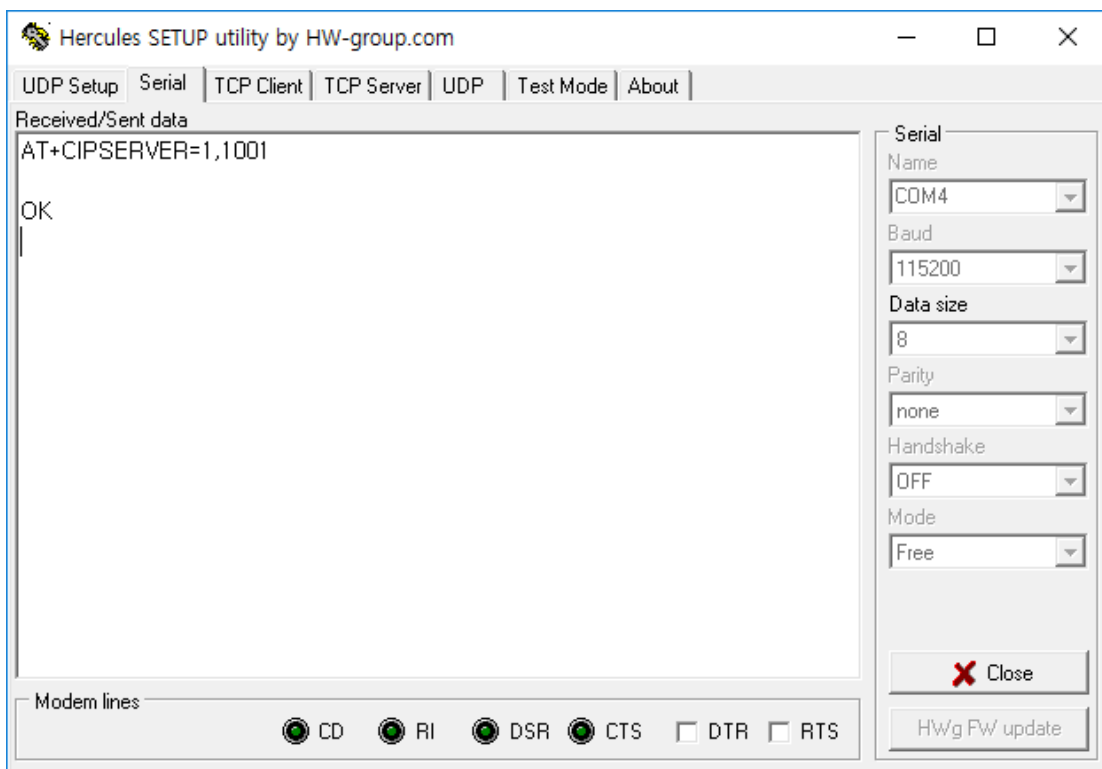 Hercules SETUP utility by HW-group.com
UDP Setup Serial TCP Client TCP Server UDP Test Mode About
Received/Sent data
AT+CIPSERVER=1,1001
OK
Serial
Name
COM4
Baud
115200
Data size
8
Parity
none
Handshake
OFF
Mode
Free
Close
HWg FW update
Modem lines
CD RI DSR CTS DTR RTS